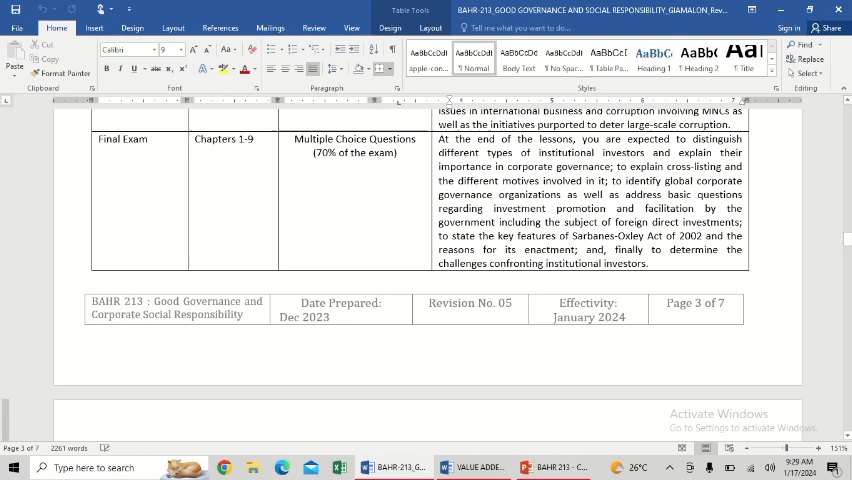 Table Tools
BAHR-213_GOOD GOVERNANCE AND SOCIAL RESPONSIBILITY_GIAMALON_Rev...
File Home Insert Design Layout References Mailings Review View Design Layout Tell me what you want to do... Sign in Share
Paste
Cut
Copy
Format Painter
Clipboard
Calibri 9
Font
Paragraph
AaBbCcDd AaBbCcDd AaBbCcDd AaBbCcDd AaBbCcDd AaBbC AaBb AaI
apple-con... ¶ Normal Body Text ¶ No Spac... ¶ Table Pa... Heading 1 ¶ Heading 2 ¶ Title
Styles
Find
Replace
Select
Editing
issues in international business and corruption involving MNCs as
well as the initiatives purported to deter large-scale corruption.
Final Exam
Chapters 1-9
Multiple Choice Questions
(70% of the exam)
At the end of the lessons, you are expected to distinguish
different types of institutional investors and explain their
importance in corporate governance; to explain cross-listing and
the different motives involved in it; to identify global corporate
governance organizations as well as address basic questions
regarding investment promotion and facilitation by the
government including the subject of foreign direct investments;
to state the key features of Sarbanes-Oxley Act of 2002 and the
reasons for its enactment; and, finally to determine the
challenges confronting institutional investors.
BAHR 213 : Good Governance and
Corporate Social Responsibility
Date Prepared:
Dec 2023
Revision No. 05
Effectivity:
January 2024
Page 3 of 7
Activate Windows
Go to Settings to activate Windows.
Page 3 of 7 2261 words 151%
Type here to search
BAHR-213_G...
VALUE ADDE...
BAHR 213 - C...
26°C
9:29 AM
1/17/2024